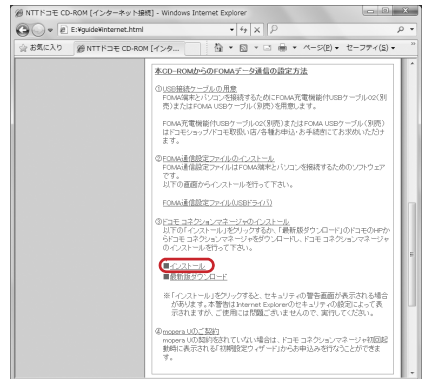 NTTドコモ CD-ROM [インターネット接続] - Windows Internet Explorer
E:¥guide¥internet.html
お気に入り
NTTドコモ CD-ROM [インタ...
ページ(P)
セーフティ(S)
本CD-ROMからのFOMAデータ通信の設定方法
①USB接続ケーブルの用意
FOMA端末とパソコンを接続するためにFOMA充電機能付USBケーブル02(別
売)またはFOMA USBケーブル(別売)を用意します。
FOMA充電機能付USBケーブル02(別売)またはFOMA USBケーブル(別売)
はドコモショップ/ドコモ取扱い店/各種お申込・お手続きにてお求めいただけ
ます。
②FOMA通信設定ファイルのインストール
FOMA通信設定ファイルはFOMA端末とパソコンを接続するためのソフトウェア
です。
以下の画面からインストールを行って下さい。
FOMA通信設定ファイル(USBドライバ)
③ドコモ コネクションマネージャのインストール
以下の「インストール」をクリックするか、「最新版ダウンロード」のドコモのHPか
らドコモ コネクションマネージャをダウンロードし、ドコモ コネクションマネージャ
のインストールを行って下さい。
■インストール
■最新版ダウンロード
※「インストール」をクリックすると、セキュリティの警告画面が表示される場合
がありますが、本警告はInternet Explorerのセキュリティの設定によって表
示されますが、ご使用には問題ございませんので、実行してください。
④mopera Uのご契約
mopera Uの契約をされていない場合は、ドコモ コネクションマネージャ初回起
動時に表示される「初期設定ウィザード」からお申込みを行なうことができま
す。